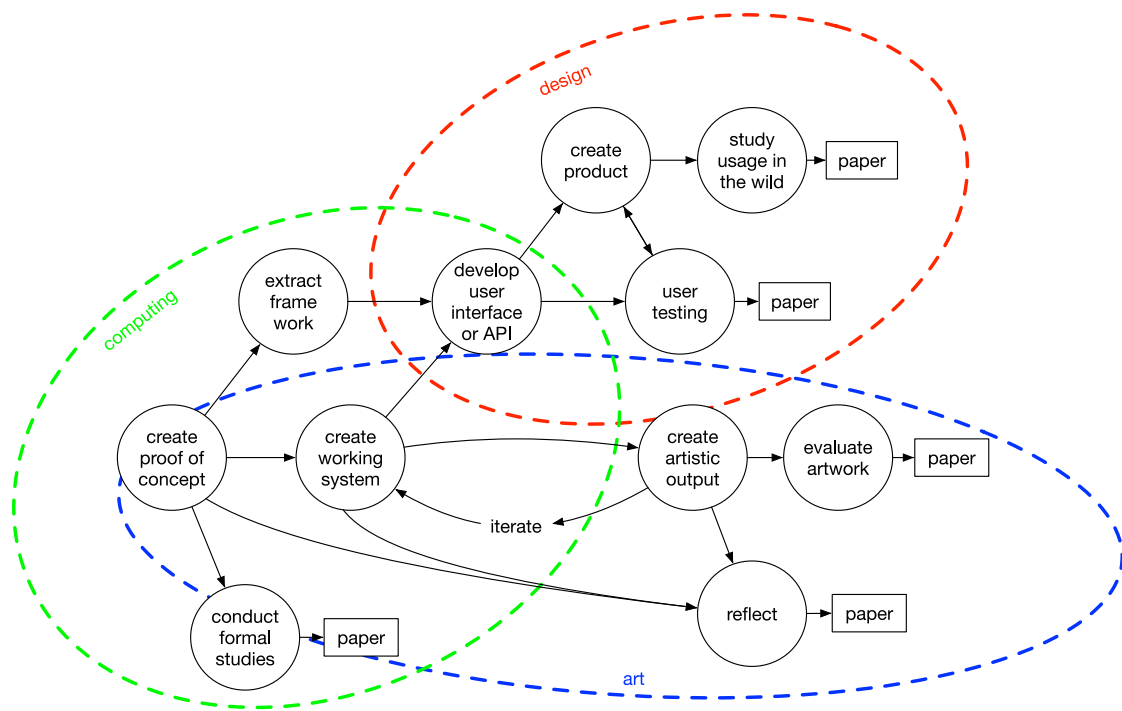 design
create
product
study
usage in
the wild
paper
computing
extract
frame
work
develop
user
interface
or API
user
testing
paper
create
proof of
concept
create
working
system
create
artistic
output
evaluate
artwork
paper
iterate
conduct
formal
studies
paper
reflect
paper
art